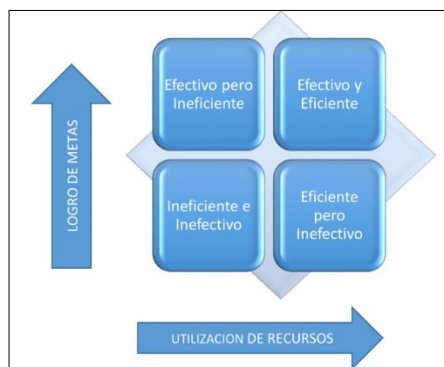 Efectivo pero
Ineficiente
Efectivo y
Eficiente
Ineficiente e
Inefectivo
Eficiente
pero
Inefectivo
LOGRO DE METAS
UTILIZACION DE RECURSOS